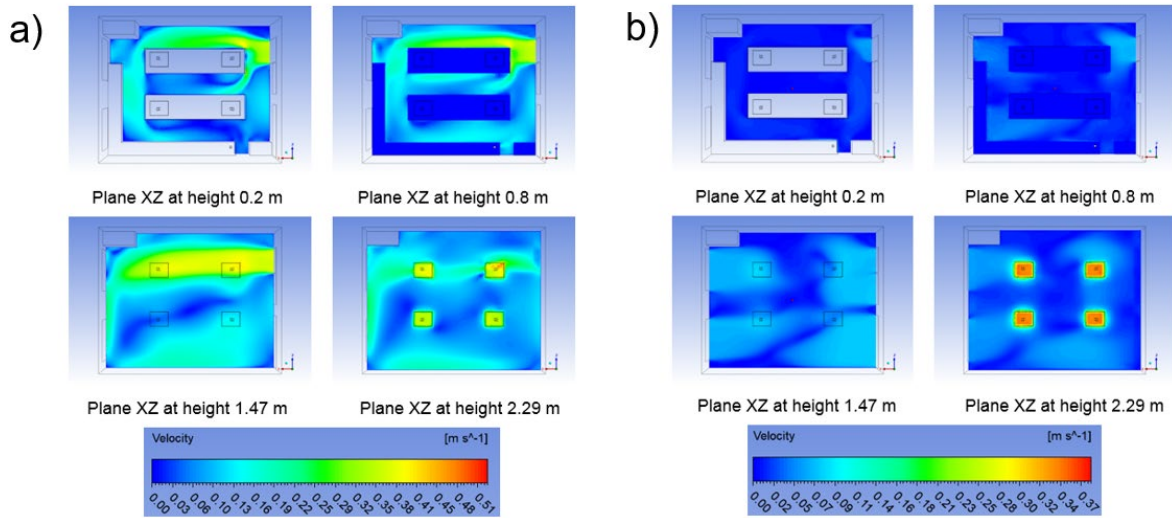 a)
Plane XZ at height 0.2 m
Plane XZ at height 0.8 m
Plane XZ at height 1.47 m
Plane XZ at height 2.29 m
Velocity [m s^-1]
0.00 0.03 0.06 0.10 0.13 0.16 0.19 0.22 0.25 0.29 0.32 0.35 0.38 0.41 0.45 0.48 0.51
b)
Plane XZ at height 0.2 m
Plane XZ at height 0.8 m
Plane XZ at height 1.47 m
Plane XZ at height 2.29 m
Velocity [m s^-1]
0.00 0.02 0.05 0.07 0.09 0.11 0.14 0.16 0.18 0.21 0.23 0.25 0.28 0.30 0.32 0.34 0.37